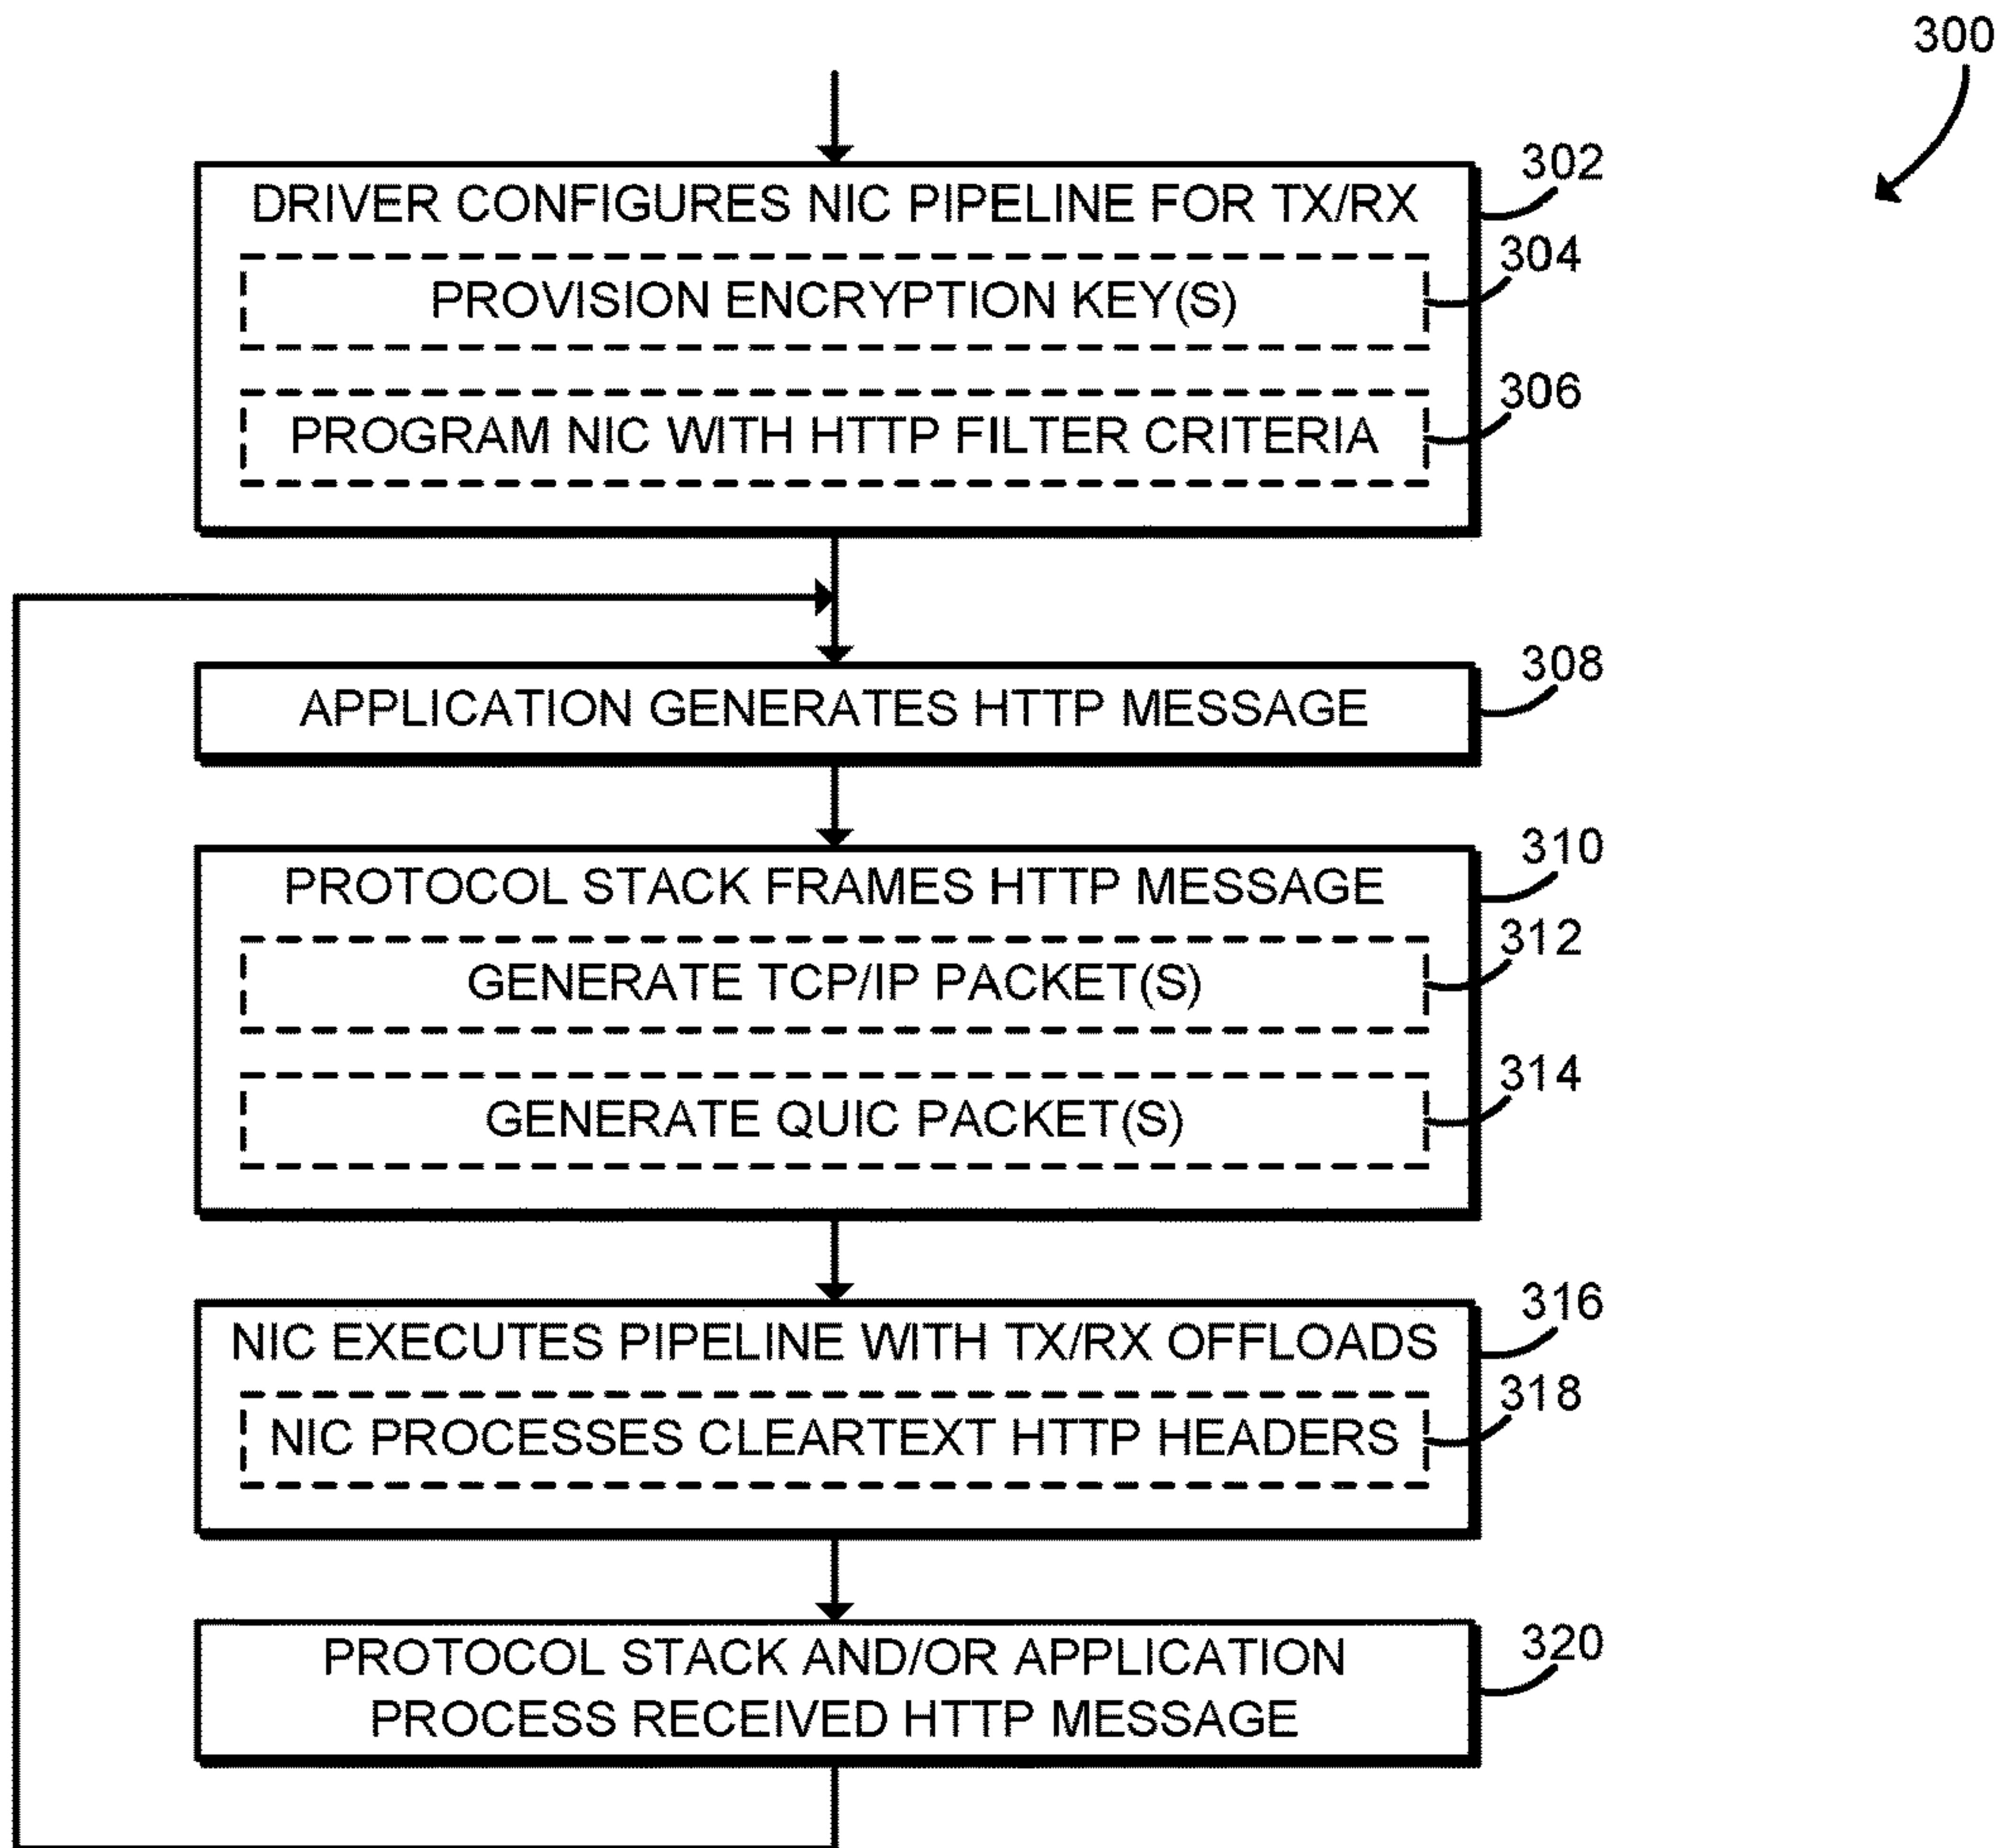 300
302
DRIVER CONFIGURES NIC PIPELINE FOR TX/RX
304
PROVISION ENCRYPTION KEY(S)
306
PROGRAM NIC WITH HTTP FILTER CRITERIA
308
APPLICATION GENERATES HTTP MESSAGE
310
PROTOCOL STACK FRAMES HTTP MESSAGE
312
GENERATE TCP/IP PACKET(S)
314
GENERATE QUIC PACKET(S)
316
NIC EXECUTES PIPELINE WITH TX/RX OFFLOADS
318
NIC PROCESSES CLEARTEXT HTTP HEADERS
320
PROTOCOL STACK AND/OR APPLICATION
PROCESS RECEIVED HTTP MESSAGE